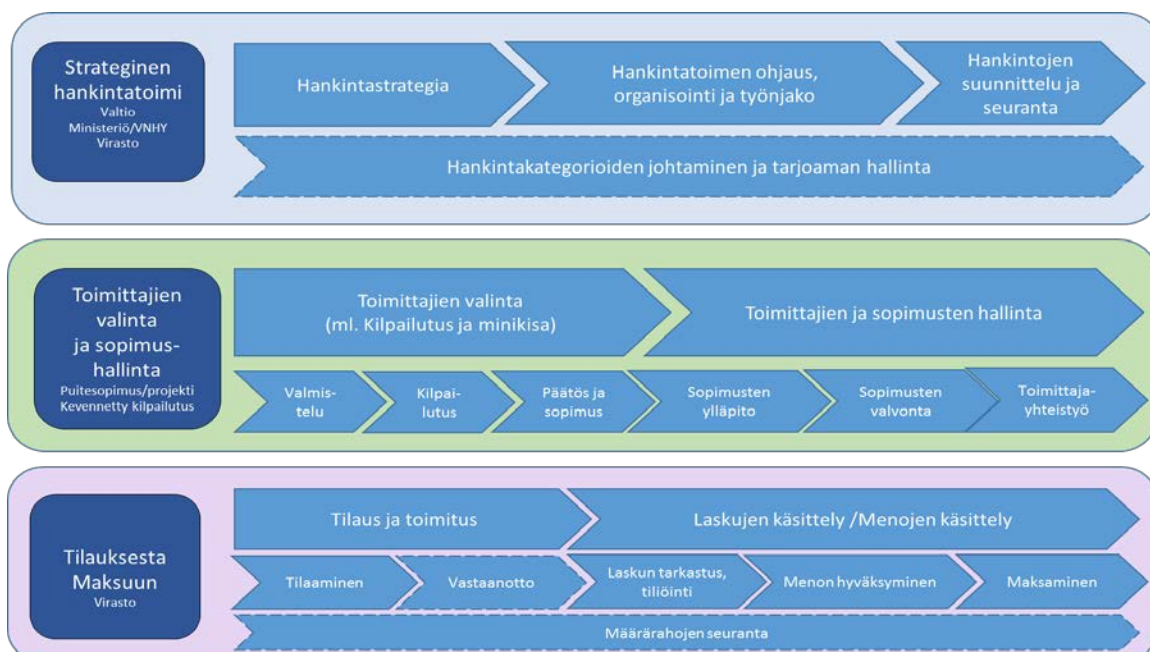 Strateginen
hankintatoimi
Valtio
Ministeriö/VNHY
Virasto
Hankintastrategia
Hankintatoimen ohjaus,
organisointi ja työnjako
Hankintojen
suunnittelu ja
seuranta
Hankintakategorioiden johtaminen ja tarjoaman hallinta
Toimittajien
valinta
ja sopimus-
hallinta
Puitesopimus/projekti
Kevennetty kilpailutus
Toimittajien valinta
(ml. Kilpailutus ja minikisa)
Toimittajien ja sopimusten hallinta
Valmis-
telu
Kilpai-
lutus
Päätös ja
sopimus
Sopimusten
ylläpito
Sopimusten
valvonta
Toimittaja-
yhteistyö
Tilauksesta
Maksuun
Virasto
Tilaus ja toimitus
Laskujen käsittely /Menojen käsittely
Tilaaminen
Vastaanotto
Laskun tarkastus,
tiliöinti
Menon hyväksyminen
Maksaminen
Määrärahojen seuranta